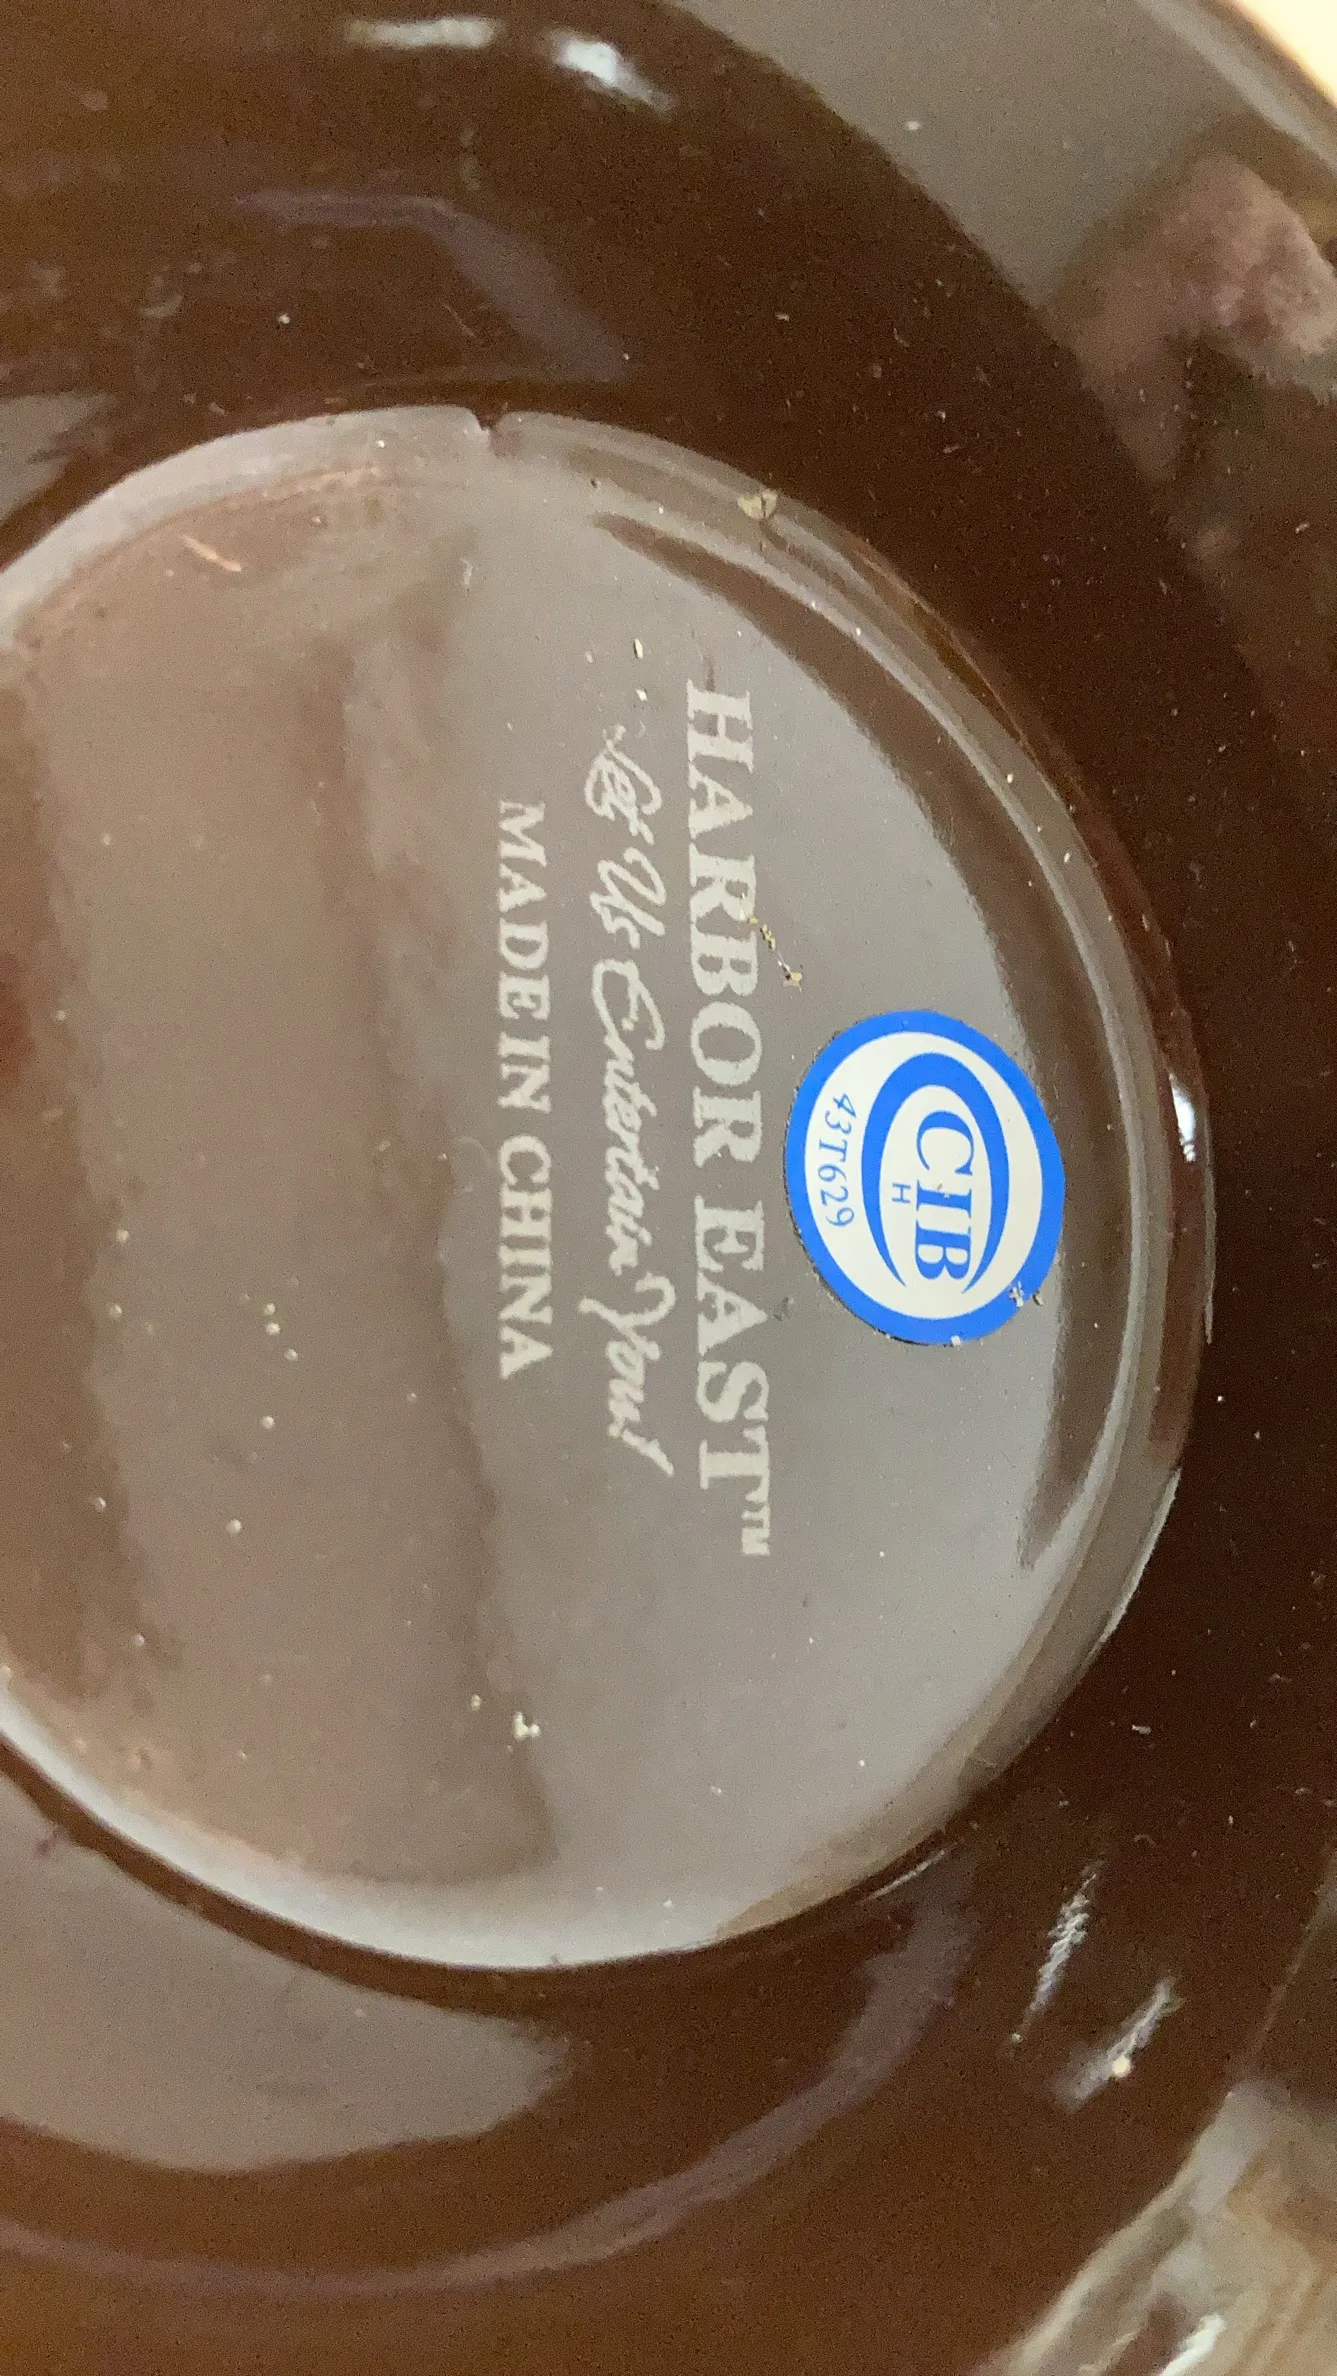 CIB
H
43T629
HARBOR EAST™
Let Us Entertain You!
MADE IN CHINA